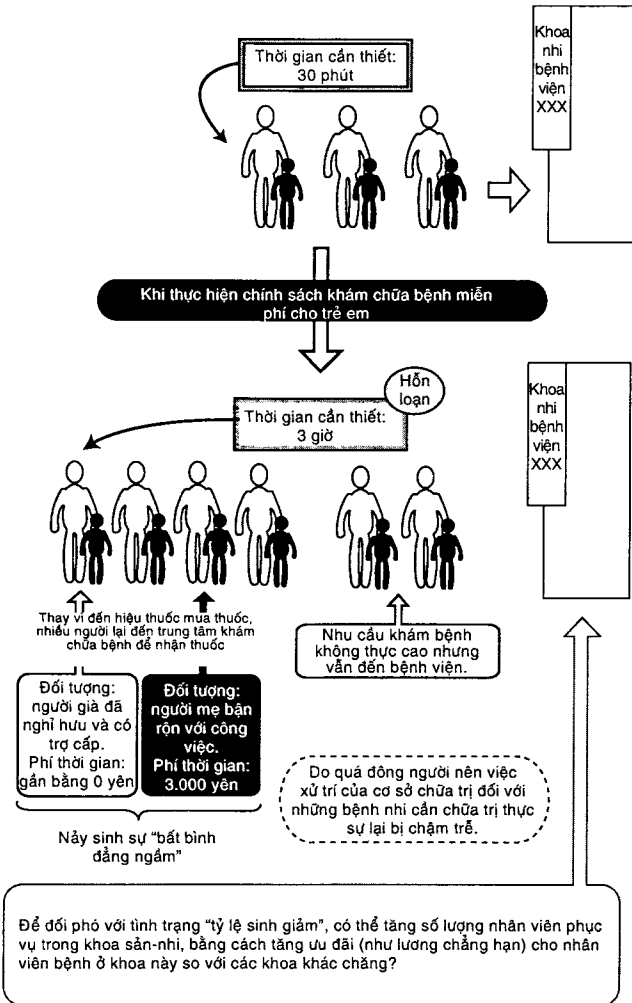 Thời gian cần thiết:
30 phút
Khoa
nhi
bệnh
viện
XXX
Khi thực hiện chính sách khám chữa bệnh miễn
phí cho trẻ em
Hỗn
loạn
Thời gian cần thiết:
3 giờ
Khoa
nhi
bệnh
viện
XXX
Thay vì đến hiệu thuốc mua thuốc,
nhiều người lại đến trung tâm khám
chữa bệnh để nhận thuốc
Nhu cầu khám bệnh
không thực cao nhưng
vẫn đến bệnh viện.
Đối tượng:
người già đã
nghỉ hưu và có
trợ cấp.
Phí thời gian:
gần bằng 0 yên
Đối tượng:
người mẹ bận
rộn với công
việc.
Phí thời gian:
3.000 yên
Nảy sinh sự “bất bình
đẳng ngầm”
Do quá đông người nên việc
xử trí của cơ sở chữa trị đối với
những bệnh nhi cần chữa trị thực
sự lại bị chậm trễ.
Để đối phó với tình trạng “tỷ lệ sinh giảm”, có thể tăng số lượng nhân viên phục
vụ trong khoa sản-nhi, bằng cách tăng ưu đãi (như lương chẳng hạn) cho nhân
viên bệnh ở khoa này so với các khoa khác chăng?